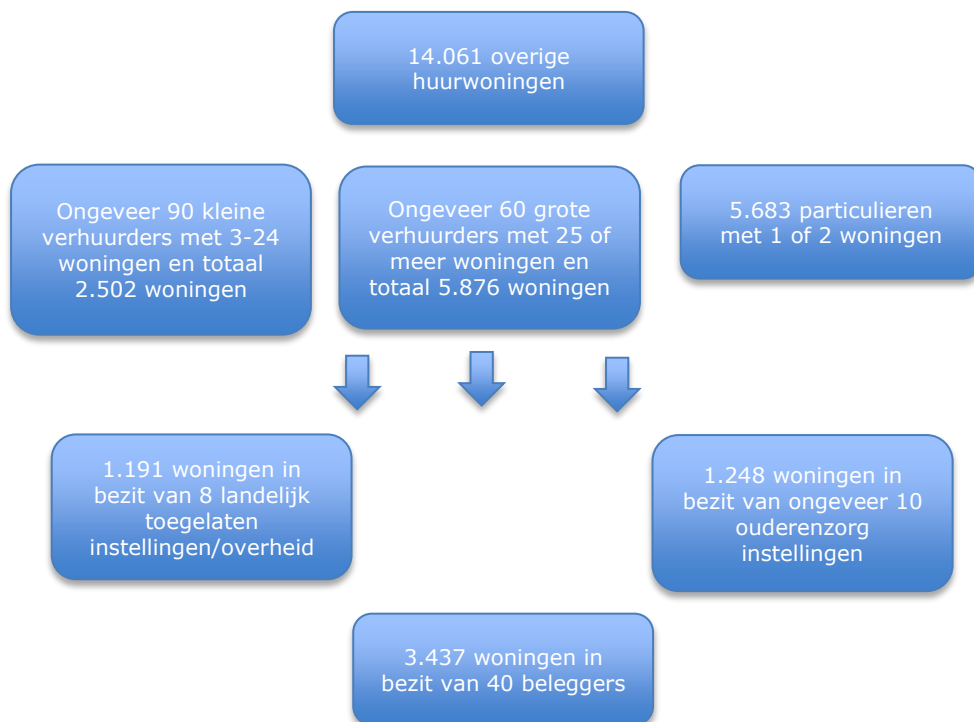 14.061 overige
huurwoningen
Ongeveer 90 kleine
verhuurders met 3-24
woningen en totaal
2.502 woningen
Ongeveer 60 grote
verhuurders met 25 of
meer woningen en
totaal 5.876 woningen
5.683 particulieren
met 1 of 2 woningen
1.191 woningen in
bezit van 8 landelijk
toegelaten
instellingen/overheid
1.248 woningen in
bezit van ongeveer 10
ouderenzorg
instellingen
3.437 woningen in
bezit van 40 beleggers